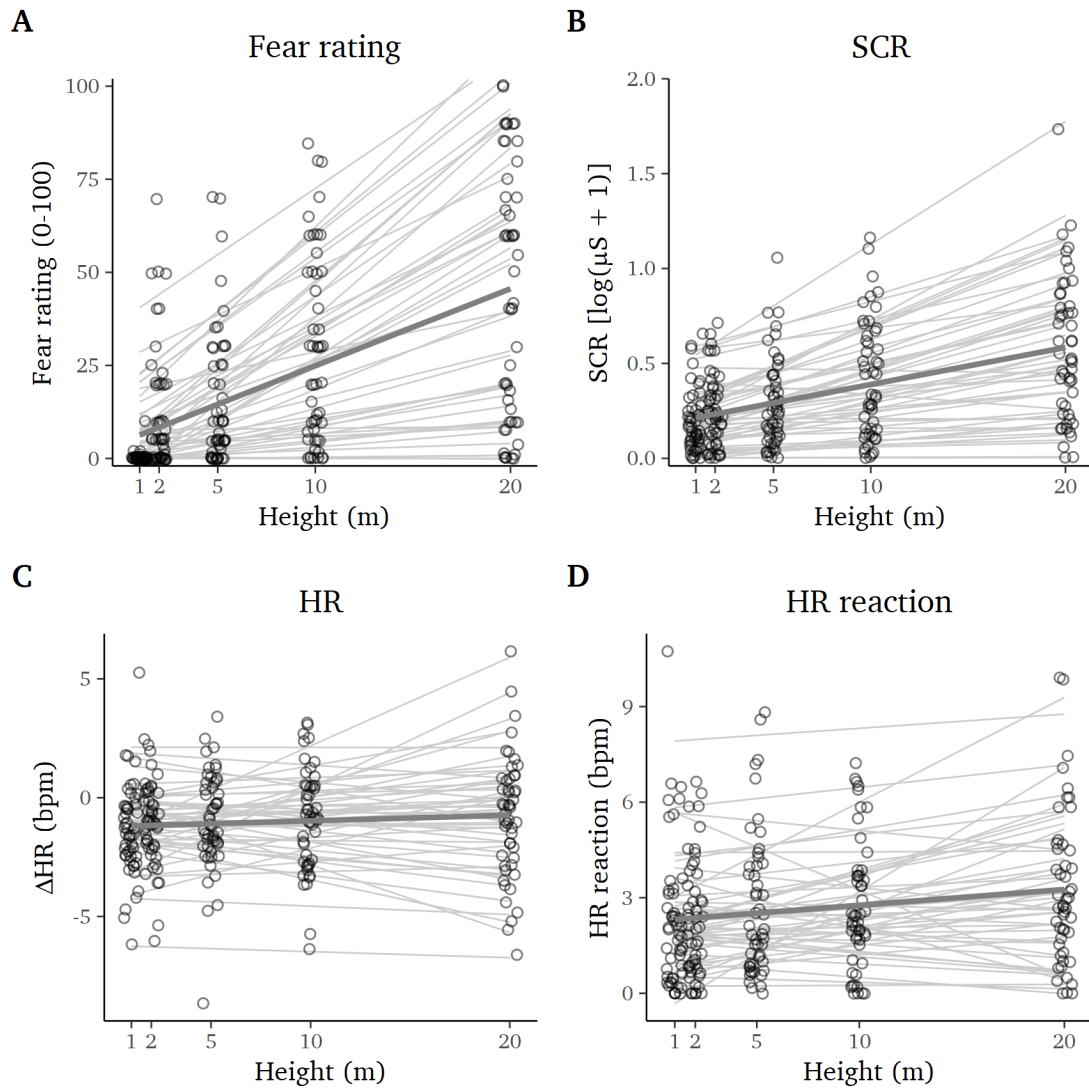 A
Fear rating
Fear rating (0-100)
100
75
50
25
0
1 2 5 10 20
Height (m)
B
SCR
SCR [log(μS + 1)]
2.0
1.5
1.0
0.5
0.0
1 2 5 10 20
Height (m)
C
HR
ΔHR (bpm)
5
0
-5
1 2 5 10 20
Height (m)
D
HR reaction
HR reaction (bpm)
9
6
3
0
1 2 5 10 20
Height (m)